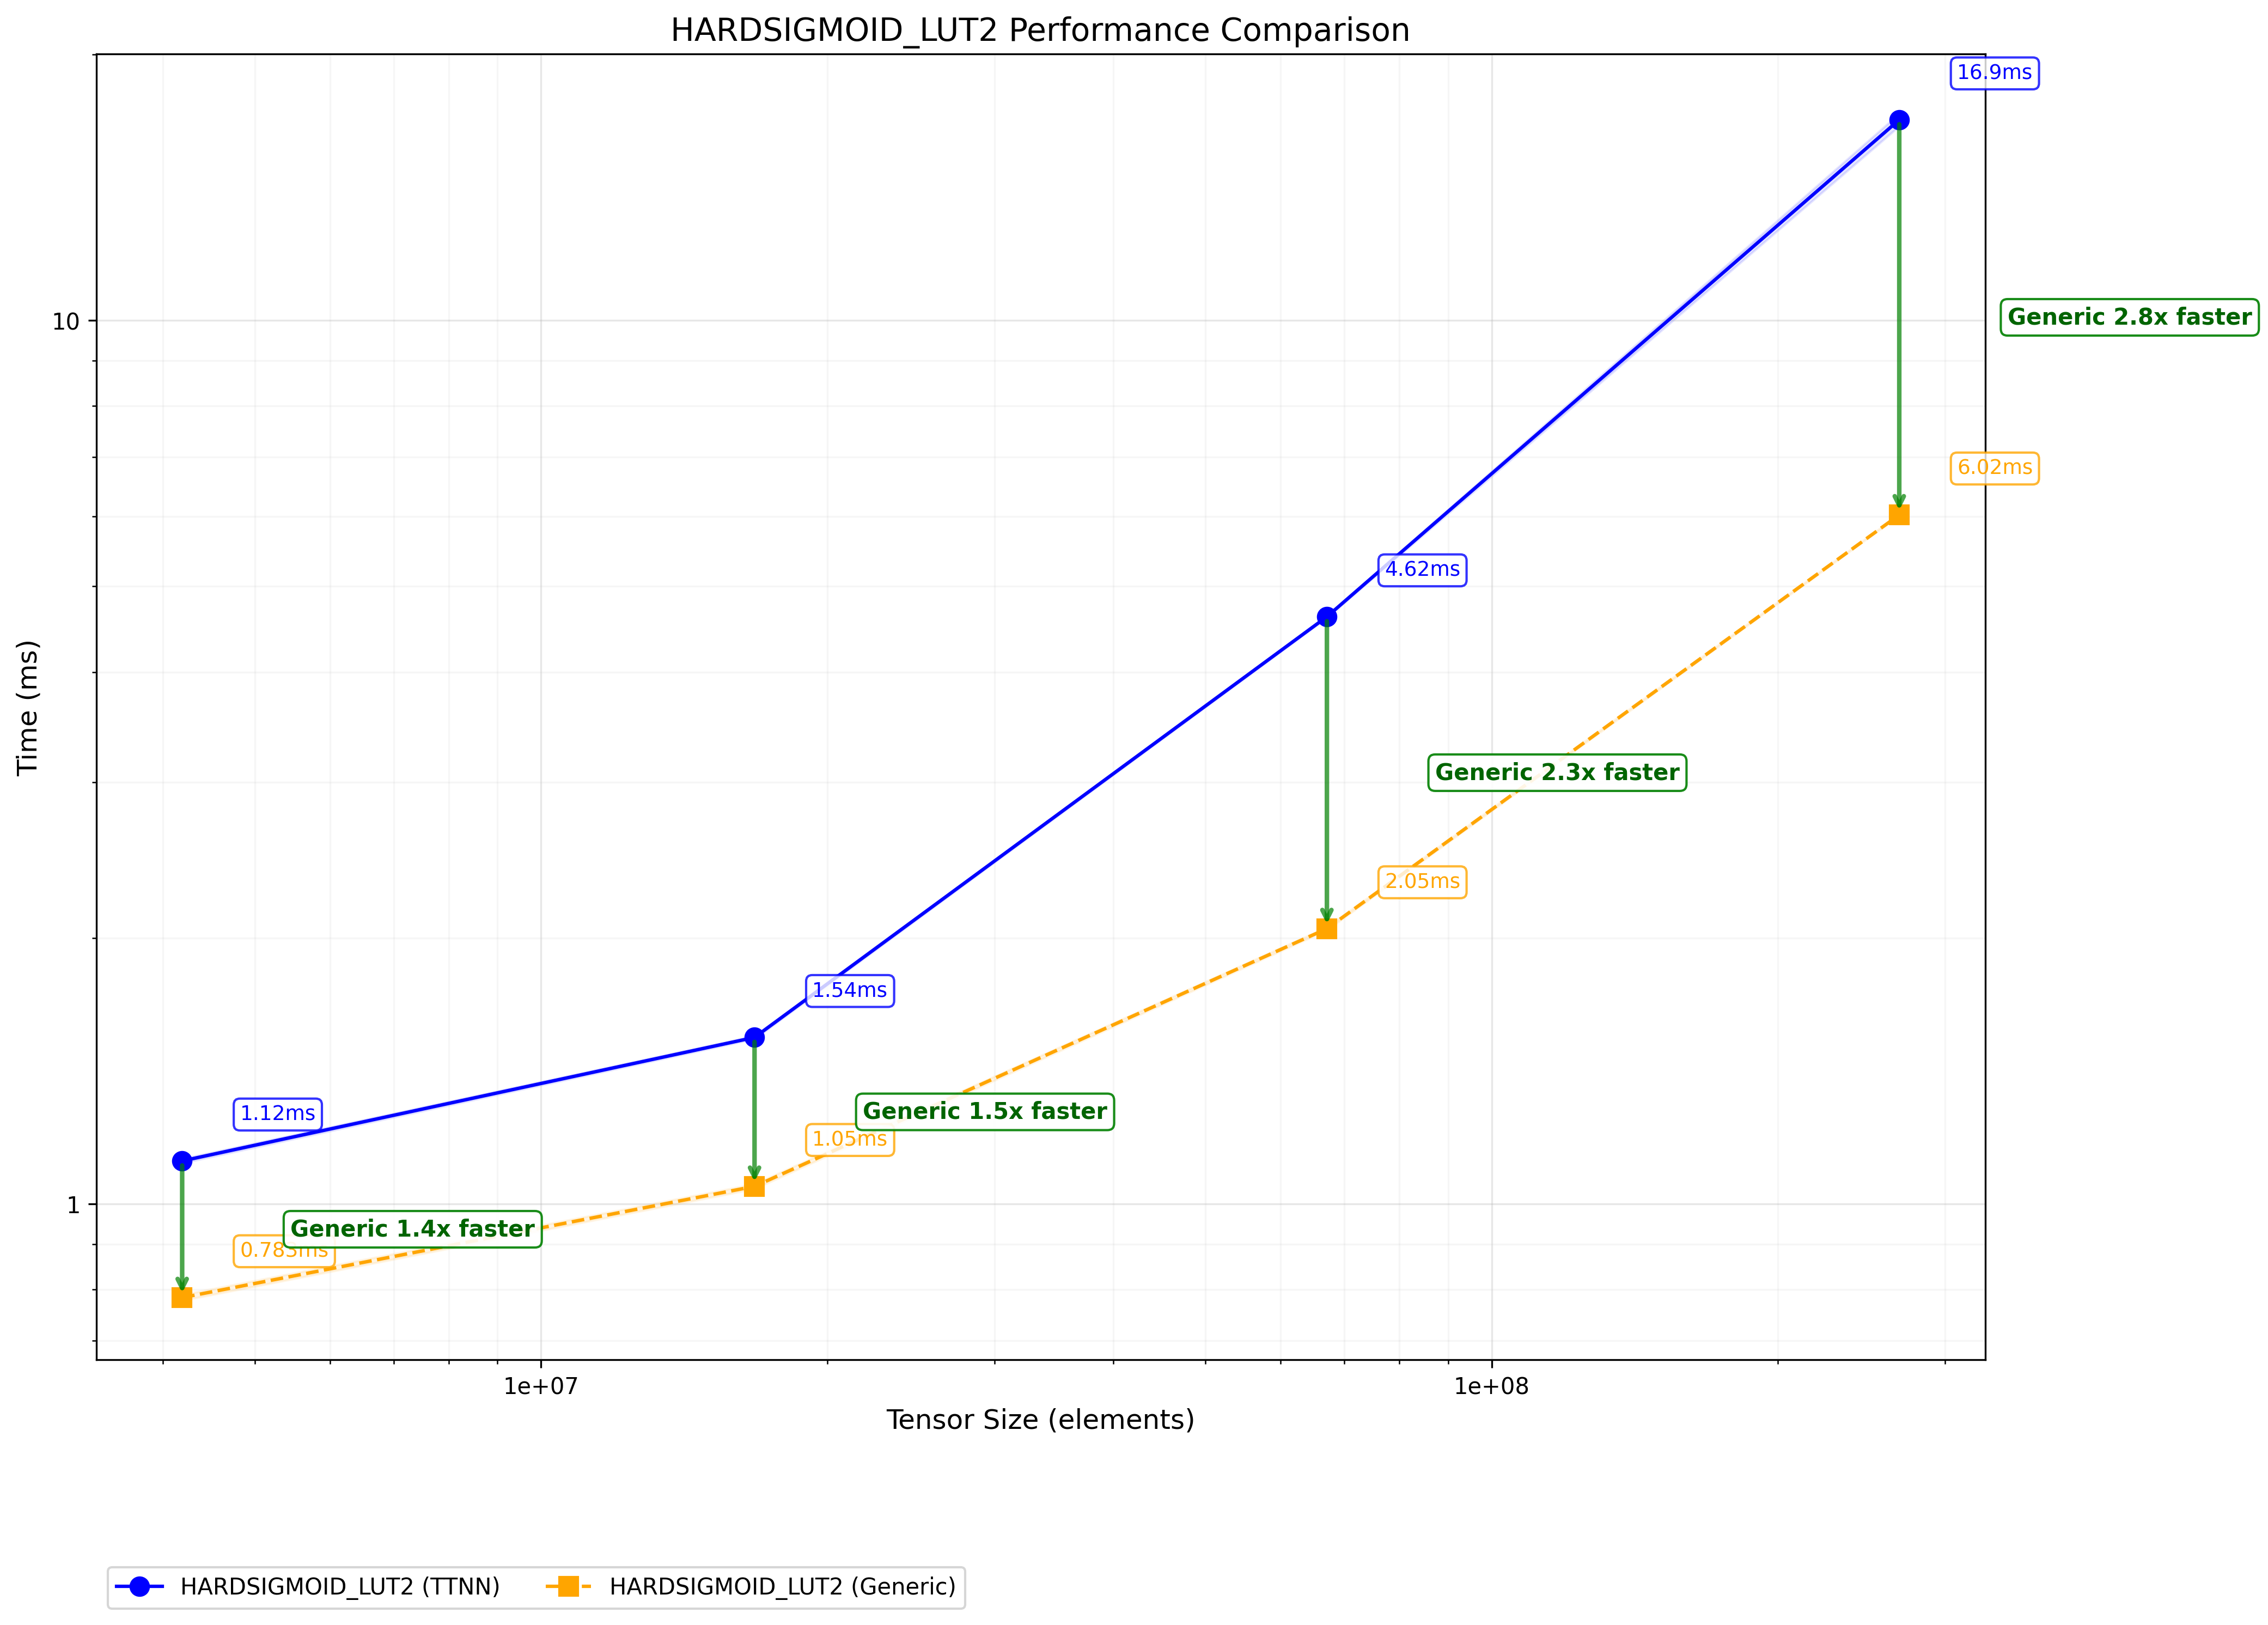 HARDSIGMOID_LUT2 Performance Comparison
16.9ms
10
Generic 2.8x faster
6.02ms
4.62ms
Time (ms)
Generic 2.3x faster
2.05ms
1.54ms
1.12ms
Generic 1.5x faster
1.05ms
1
Generic 1.4x faster
0.783ms
1e+07
1e+08
Tensor Size (elements)
HARDSIGMOID_LUT2 (TTNN)
HARDSIGMOID_LUT2 (Generic)